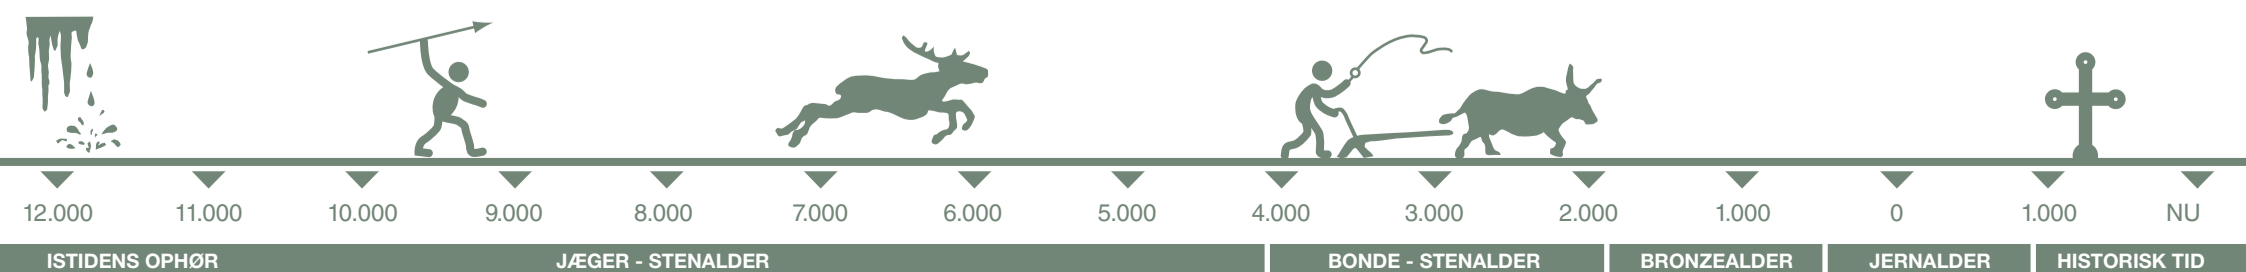 12.000 11.000 10.000 9.000 8.000 7.000 6.000 5.000 4.000 3.000 2.000 1.000 0 1.000 NU
ISTIDENS OPHØR JÆGER - STENALDER BONDE - STENALDER BRONZEALDER JERNALDER HISTORISK TID